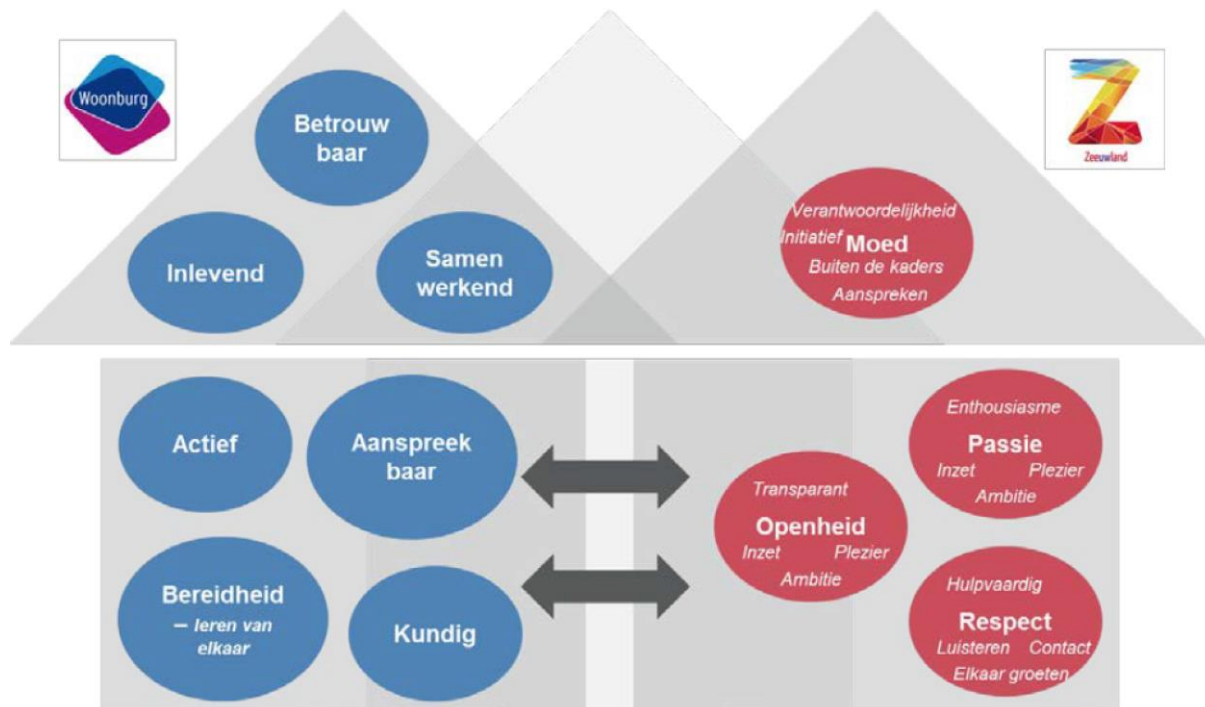 Woonburg
Zeeuwland
Betrouw
baar
Inlevend
Samen
werkend
Verantwoordelijkheid
Initiatief
Moed
Buiten de kaders
Aanspreken
Actief
Aanspreek
baar
Bereidheid
– leren van
elkaar
Kundig
Transparant
Openheid
Inzet Plezier
Ambitie
Enthousiasme
Passie
Inzet Plezier
Ambitie
Hulpvaardig
Respect
Luisteren Contact
Elkaar groeten